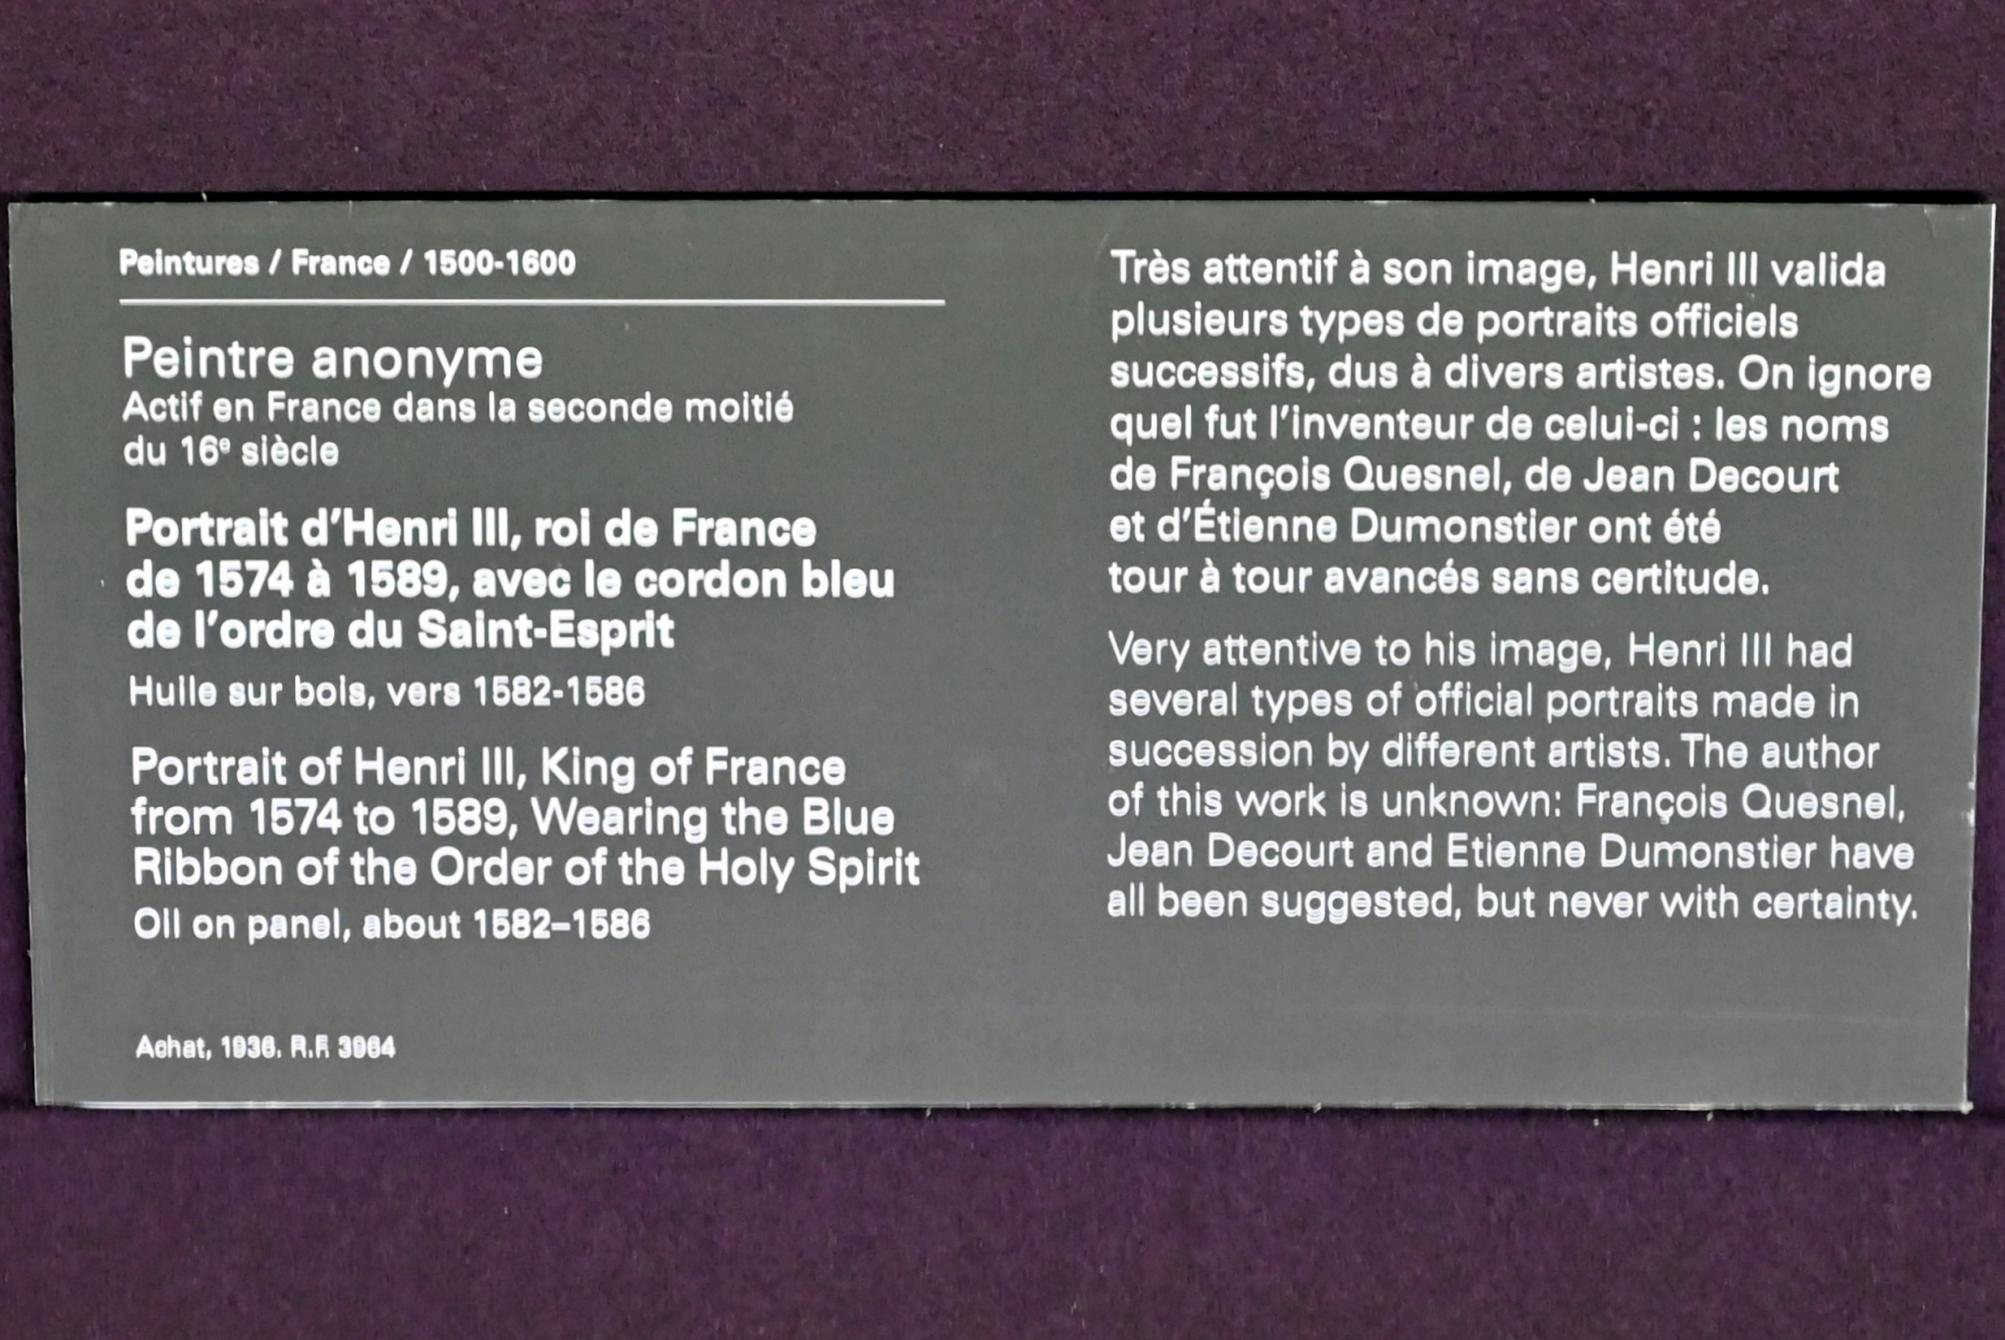 Peintures / France / 1500-1600
Peintre anonyme
Actif en France dans la seconde moitié
du 16e siècle
Portrait d'Henri III, roi de France
de 1574 à 1589, avec le cordon bleu
de l'ordre du Saint-Esprit
Huile sur bois, vers 1582-1586
Portrait of Henri III, King of France
from 1574 to 1589, Wearing the Blue
Ribbon of the Order of the Holy Spirit
Oil on panel, about 1582–1586
Achat, 1936. R.F.
Très attentif à son image, Henri III valida
plusieurs types de portraits officiels
successifs, dus à divers artistes. On ignore
quel fut l'inventeur de celui-ci : les noms
de François Quesnel, de Jean Decourt
et d'Étienne Dumonstier ont été
tour à tour avancés sans certitude.
Very attentive to his image, Henri III had
several types of official portraits made in
succession by different artists. The author
of this work is unknown: François Quesnel,
Jean Decourt and Etienne Dumonstier have
all been suggested, but never with certainty.